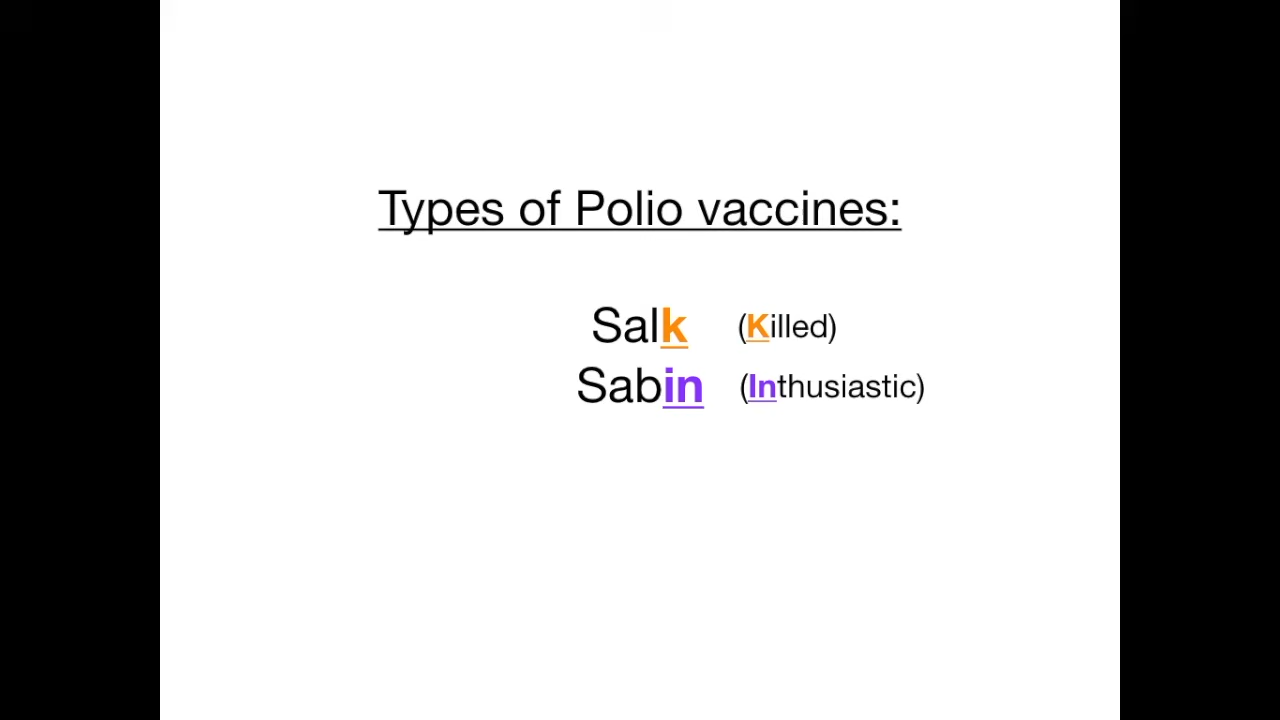 Types of Polio vaccines:
Salk (Killed)
Sabin (Inthusiastic)